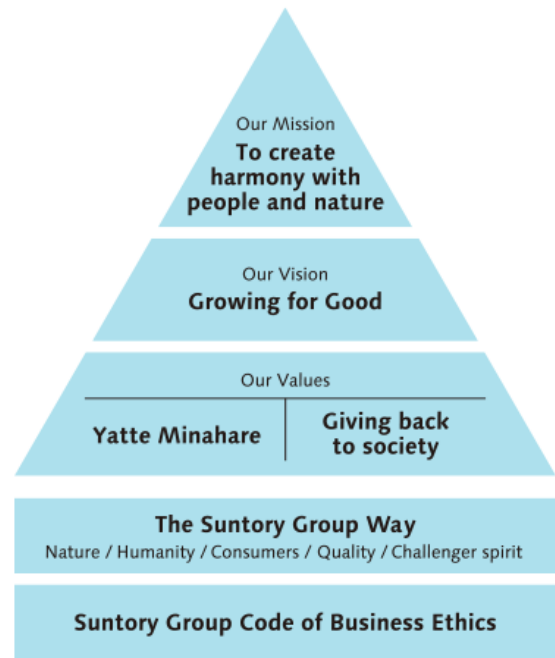 Our Mission
To create
harmony with
people and nature
Our Vision
Growing for Good
Our Values
Yatte Minahare
Giving back
to society
The Suntory Group Way
Nature / Humanity / Consumers / Quality / Challenger spirit
Suntory Group Code of Business Ethics